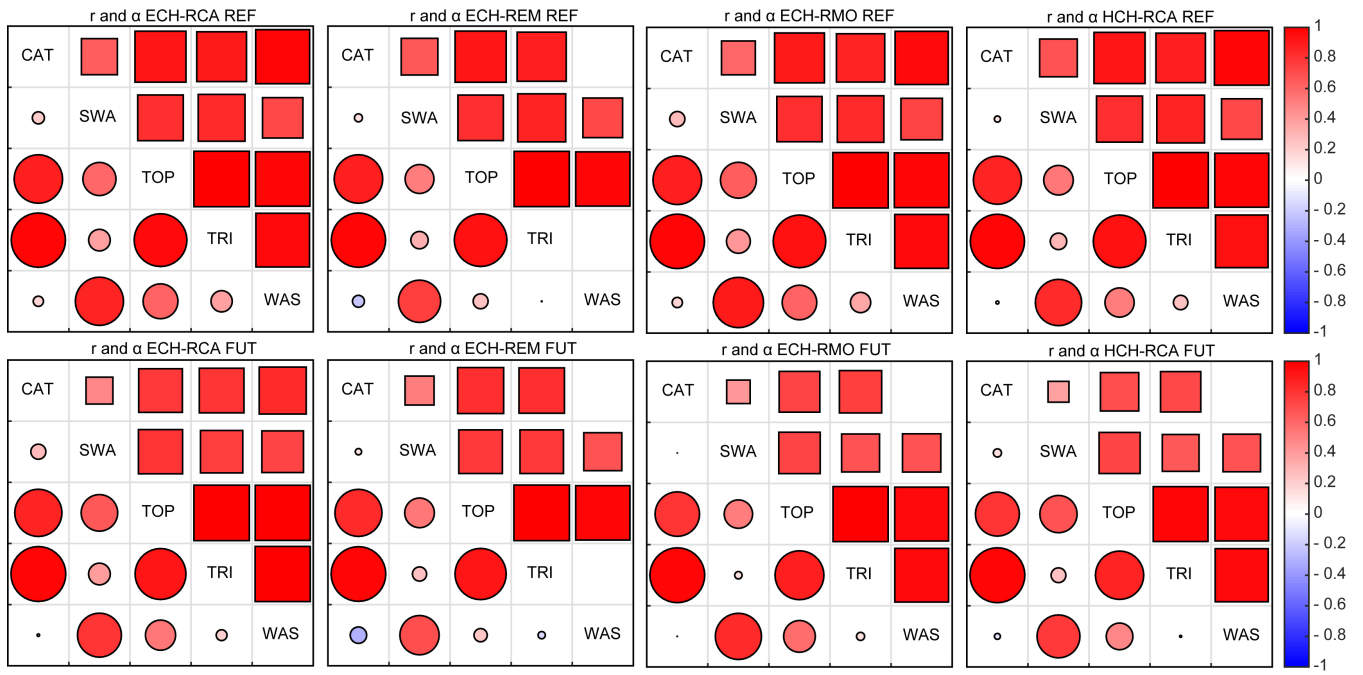 r and α ECH-RCA REF
r and α ECH-REM REF
r and α ECH-RMO REF
r and α HCH-RCA REF
CAT
SWA
TOP
TRI
WAS
CAT
SWA
TOP
TRI
WAS
CAT
SWA
TOP
TRI
WAS
CAT
SWA
TOP
TRI
WAS
1
0.8
0.6
0.4
0.2
0
- 0.2
- 0.4
- 0.6
- 0.8
-1
r and α ECH-RCA FUT
r and α ECH-REM FUT
r and α ECH-RMO FUT
r and α HCH-RCA FUT
CAT
SWA
TOP
TRI
WAS
CAT
SWA
TOP
TRI
WAS
CAT
SWA
TOP
TRI
WAS
CAT
SWA
TOP
TRI
WAS
1
0.8
0.6
0.4
0.2
0
- 0.2
- 0.4
- 0.6
- 0.8
-1